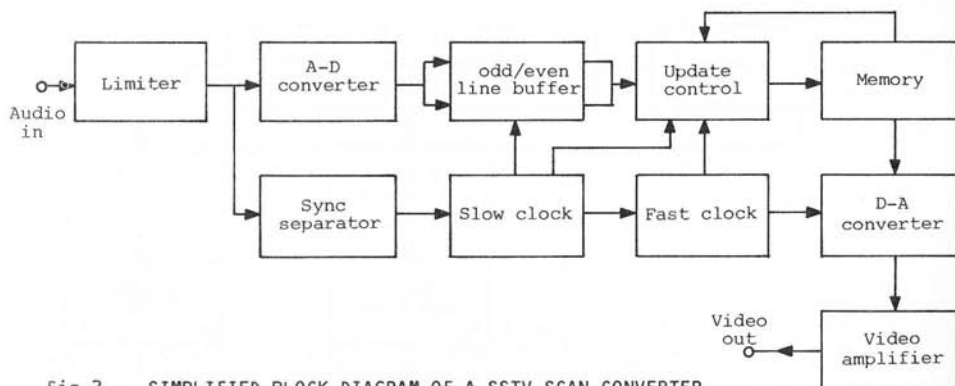 Audio
in
Limiter
A-D
converter
odd/even
line buffer
Update
control
Memory
Sync
separator
Slow clock
Fast clock
D-A
converter
Video
out
Video
amplifier
SIMPLIFIED BLOCK DIAGRAM OF A SSTV SCAN CONVERTER